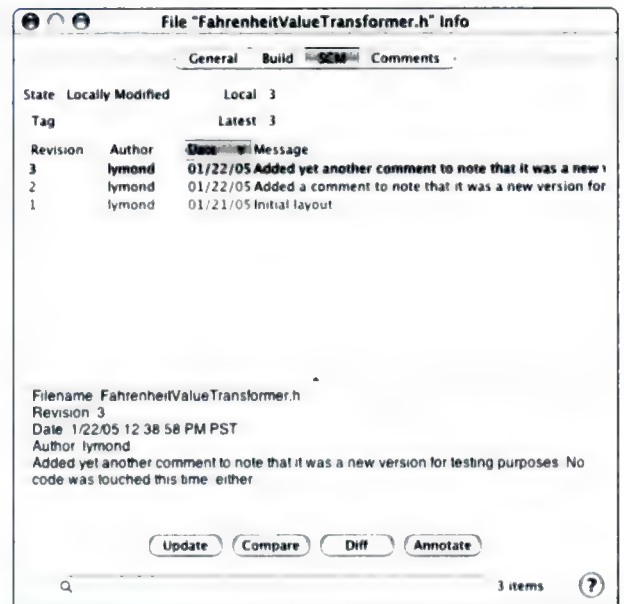 File "FahrenheitValueTransformer.h" Info
General Build SCM Comments
State Locally Modified Local 3
Tag Latest 3
Revision Author Date Message
3 lymond 01/22/05 Added yet another comment to note that it was a new
2 lymond 01/22/05 Added a comment to note that it was a new version for
1 lymond 01/21/05 Initial layout
Filename FahrenheitValueTransformer.h
Revision 3
Date 1/22/05 12 38 58 PM PST
Author lymond
Added yet another comment to note that it was a new version for testing purposes No
code was touched this time either
Update Compare Diff Annotate
3 items ?